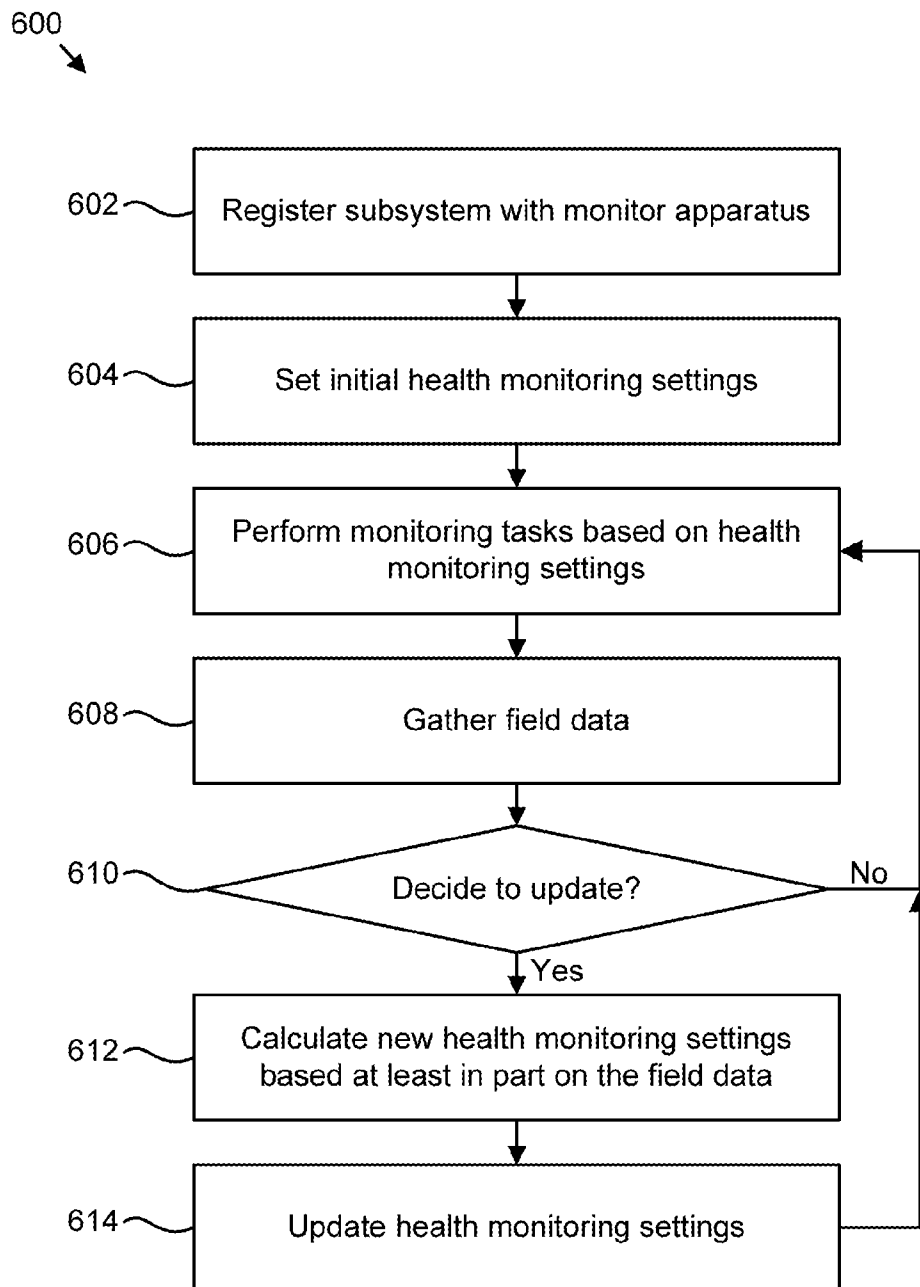 600
602
Register subsystem with monitor apparatus
604
Set initial health monitoring settings
606
Perform monitoring tasks based on health
monitoring settings
608
Gather field data
610
Decide to update?
No
Yes
612
Calculate new health monitoring settings
based at least in part on the field data
614
Update health monitoring settings